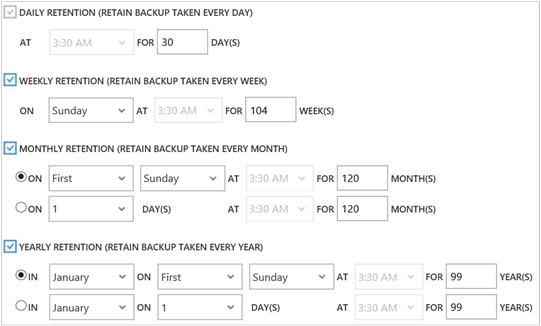 DAILY RETENTION (RETAIN BACKUP TAKEN EVERY DAY)
AT 3:30 AM FOR 30 DAY(S)
WEEKLY RETENTION (RETAIN BACKUP TAKEN EVERY WEEK)
ON Sunday AT 3:30 AM FOR 104 WEEK(S)
MONTHLY RETENTION (RETAIN BACKUP TAKEN EVERY MONTH)
ON First Sunday AT 3:30 AM FOR 120 MONTH(S)
ON 1 DAY(S) AT 3:30 AM FOR 120 MONTH(S)
YEARLY RETENTION (RETAIN BACKUP TAKEN EVERY YEAR)
IN January ON First Sunday AT 3:30 AM FOR 99 YEAR(S)
IN January ON 1 DAY(S) AT 3:30 AM FOR 99 YEAR(S)